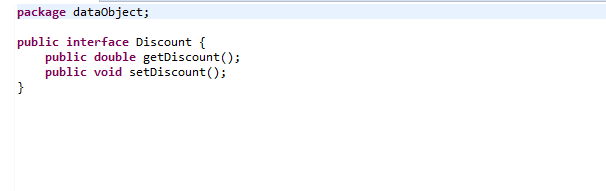 package dataObject;
public interface Discount {
public double getDiscount();
public void setDiscount();
}